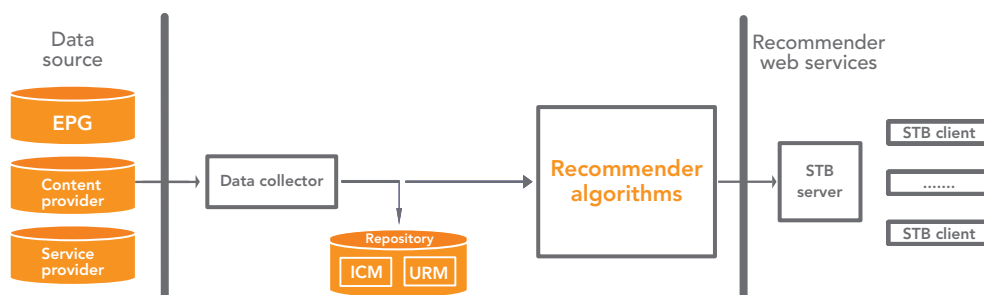 Data
source
EPG
Content
provider
Service
provider
Data collector
Repository
ICM
URM
Recommender
algorithms
Recommender
web services
STB
server
STB client
.......
STB client